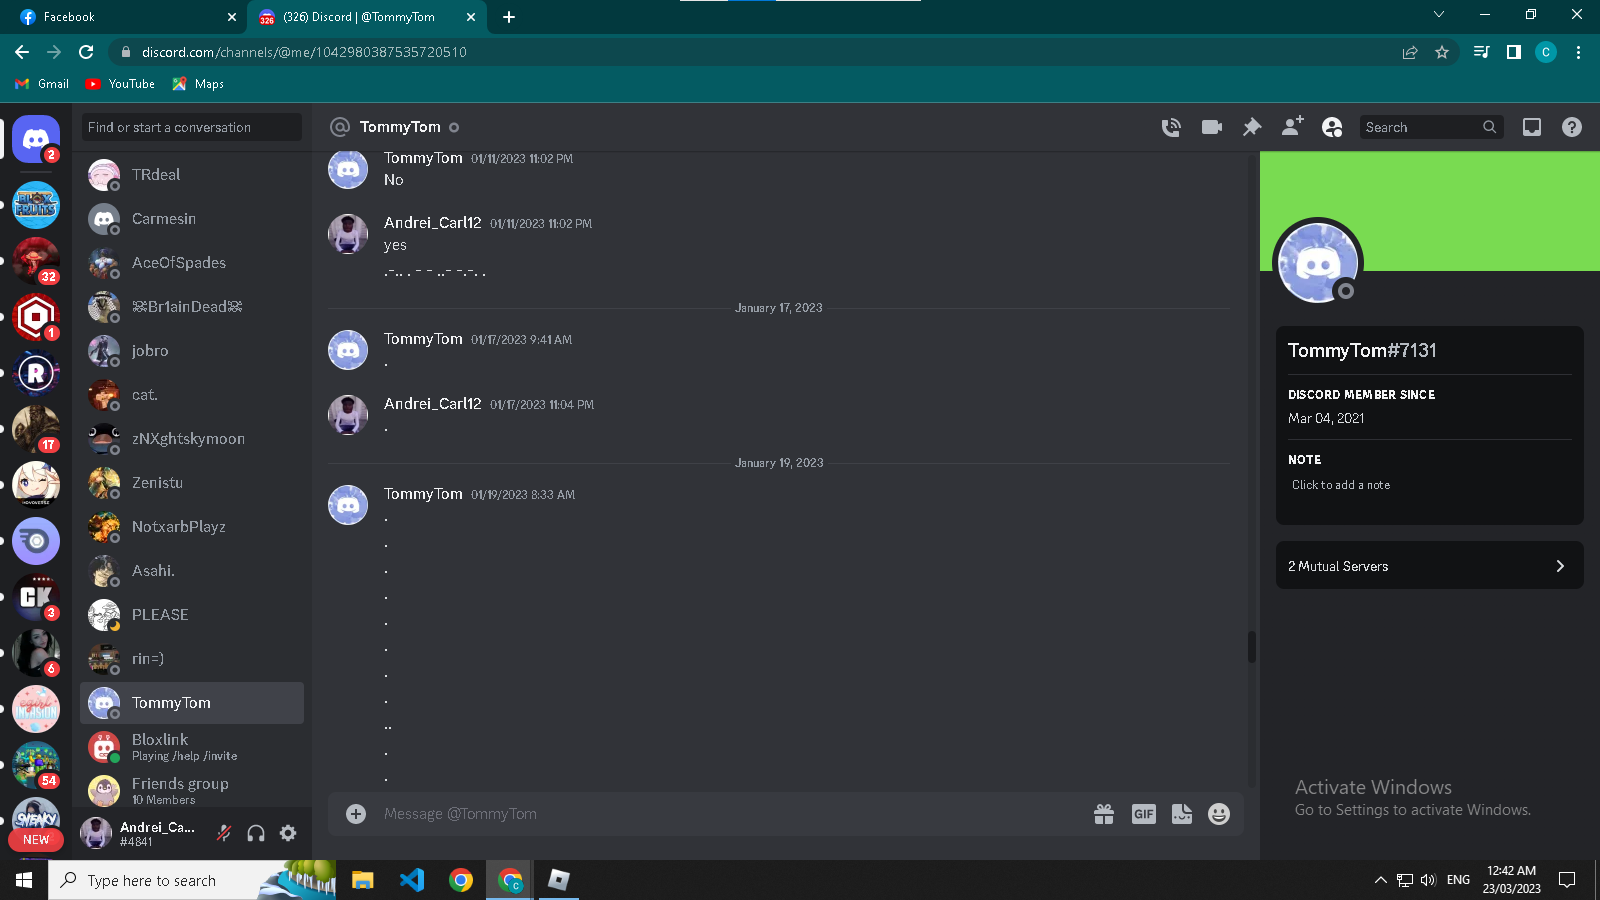 Facebook
(326) Discord | @TommyTom
discord.com/channels/@me/1042980387535720510
C
Gmail
YouTube
Maps
2
BLOX FRUITS
32
1
R
17
HOYOVERSE
CK
3
6
egirl
INVASION
54
NEW
Find or start a conversation
TRdeal
Carmesin
AceOfSpades
☠Br1ainDead☠
jobro
cat.
zNXghtskymoon
Zenistu
NotxarbPlayz
Asahi.
PLEASE
rin=)
TommyTom
Bloxlink
Playing /help /invite
Friends group
10 Members
Andrei_Ca...
#4841
TommyTom
Search
TommyTom 01/11/2023 11:02 PM
No
Andrei_Carl12 01/11/2023 11:02 PM
yes
.-.. . - - ..- -.-. .
January 17, 2023
TommyTom 01/17/2023 9:41 AM
.
Andrei_Carl12 01/17/2023 11:04 PM
.
January 19, 2023
TommyTom 01/19/2023 8:33 AM
.
.
.
.
.
.
.
.
..
.
.
Message @TommyTom
GIF
TommyTom#7131
DISCORD MEMBER SINCE
Mar 04, 2021
NOTE
Click to add a note
2 Mutual Servers
Activate Windows
Go to Settings to activate Windows.
Type here to search
ENG
12:42 AM
23/03/2023